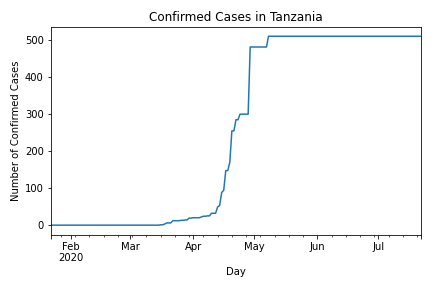 Confirmed Cases in Tanzania
Number of Confirmed Cases
500
400
300
200
100
0
Feb Mar Apr May Jun Jul
2020
Day